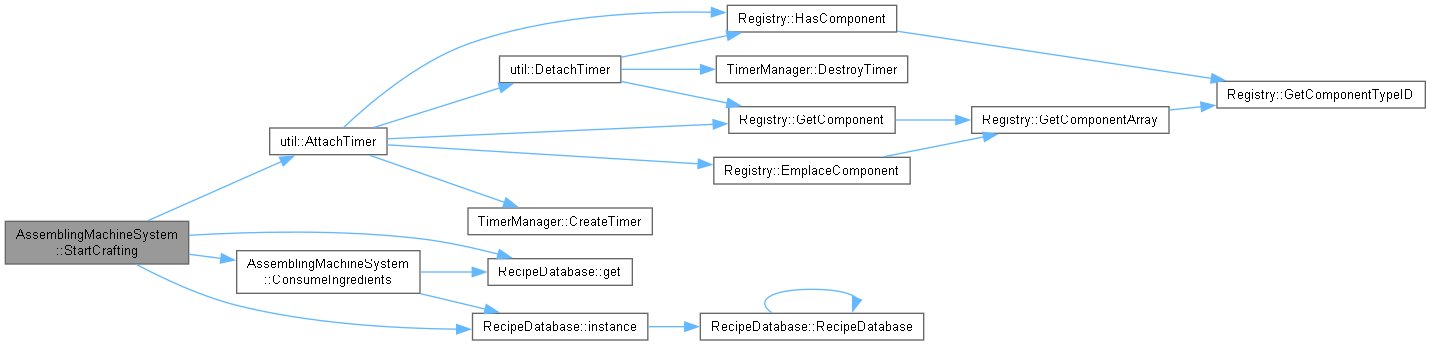 Registry::HasComponent
util::DetachTimer
TimerManager::DestroyTimer
Registry::GetComponentTypeID
Registry::GetComponent
Registry::GetComponentArray
util::AttachTimer
Registry::EmplaceComponent
TimerManager::CreateTimer
AssemblingMachineSystem
::StartCrafting
AssemblingMachineSystem
::ConsumeIngredients
RecipeDatabase::get
RecipeDatabase::instance
RecipeDatabase::RecipeDatabase